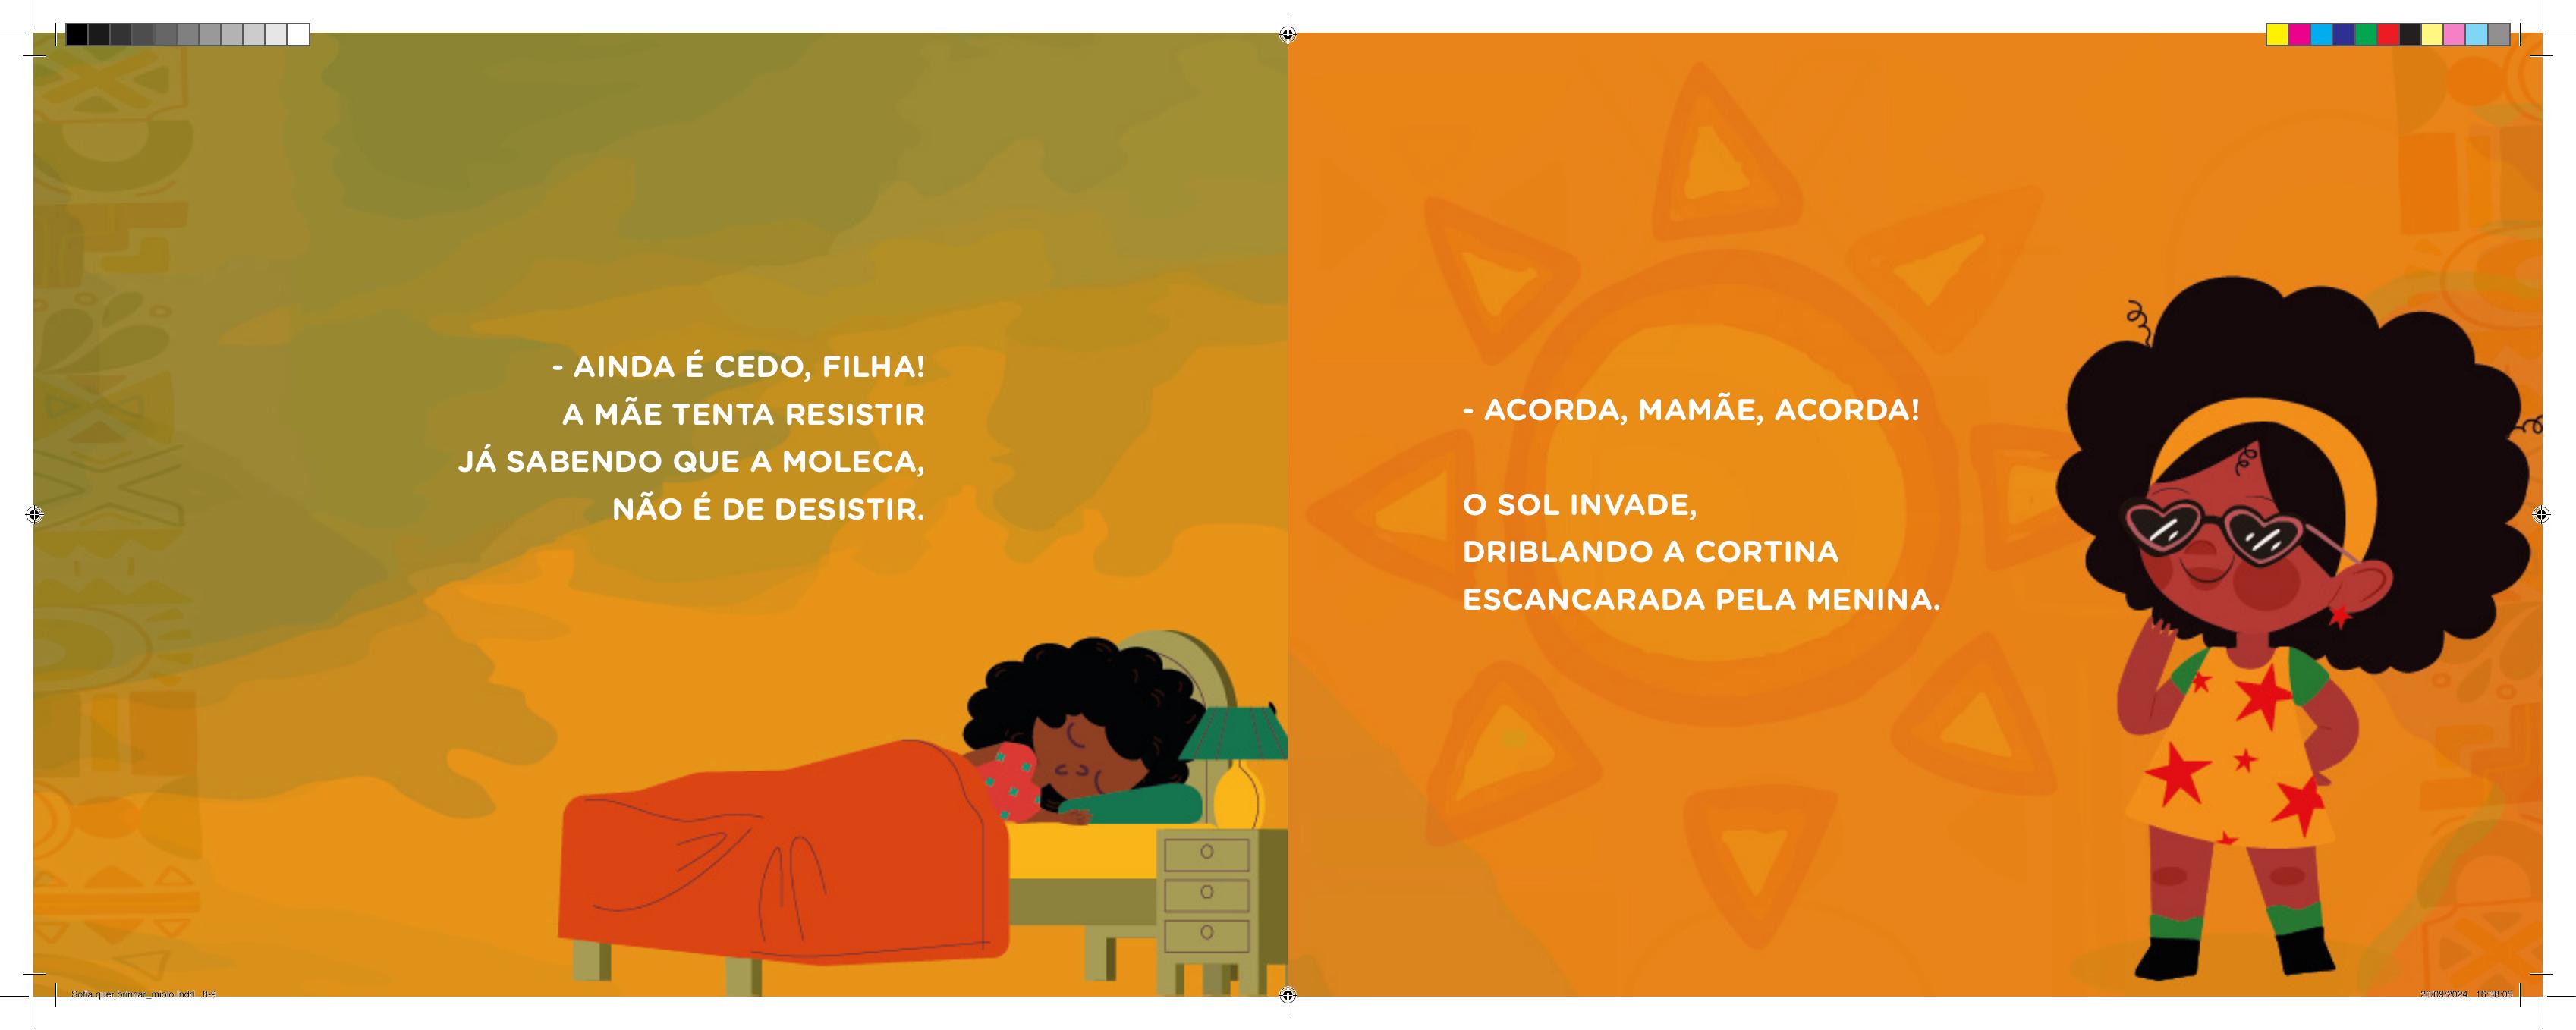 - AINDA É CEDO, FILHA!
A MÃE TENTA RESISTIR
JÁ SABENDO QUE A MOLECA,
NÃO É DE DESISTIR.
- ACORDA, MAMÃE, ACORDA!
O SOL INVADE,
DRIBLANDO A CORTINA
ESCANCARADA PELA MENINA.
Sofia quer brincar_miolo.indd 8-9
20/09/2024 16:38:05